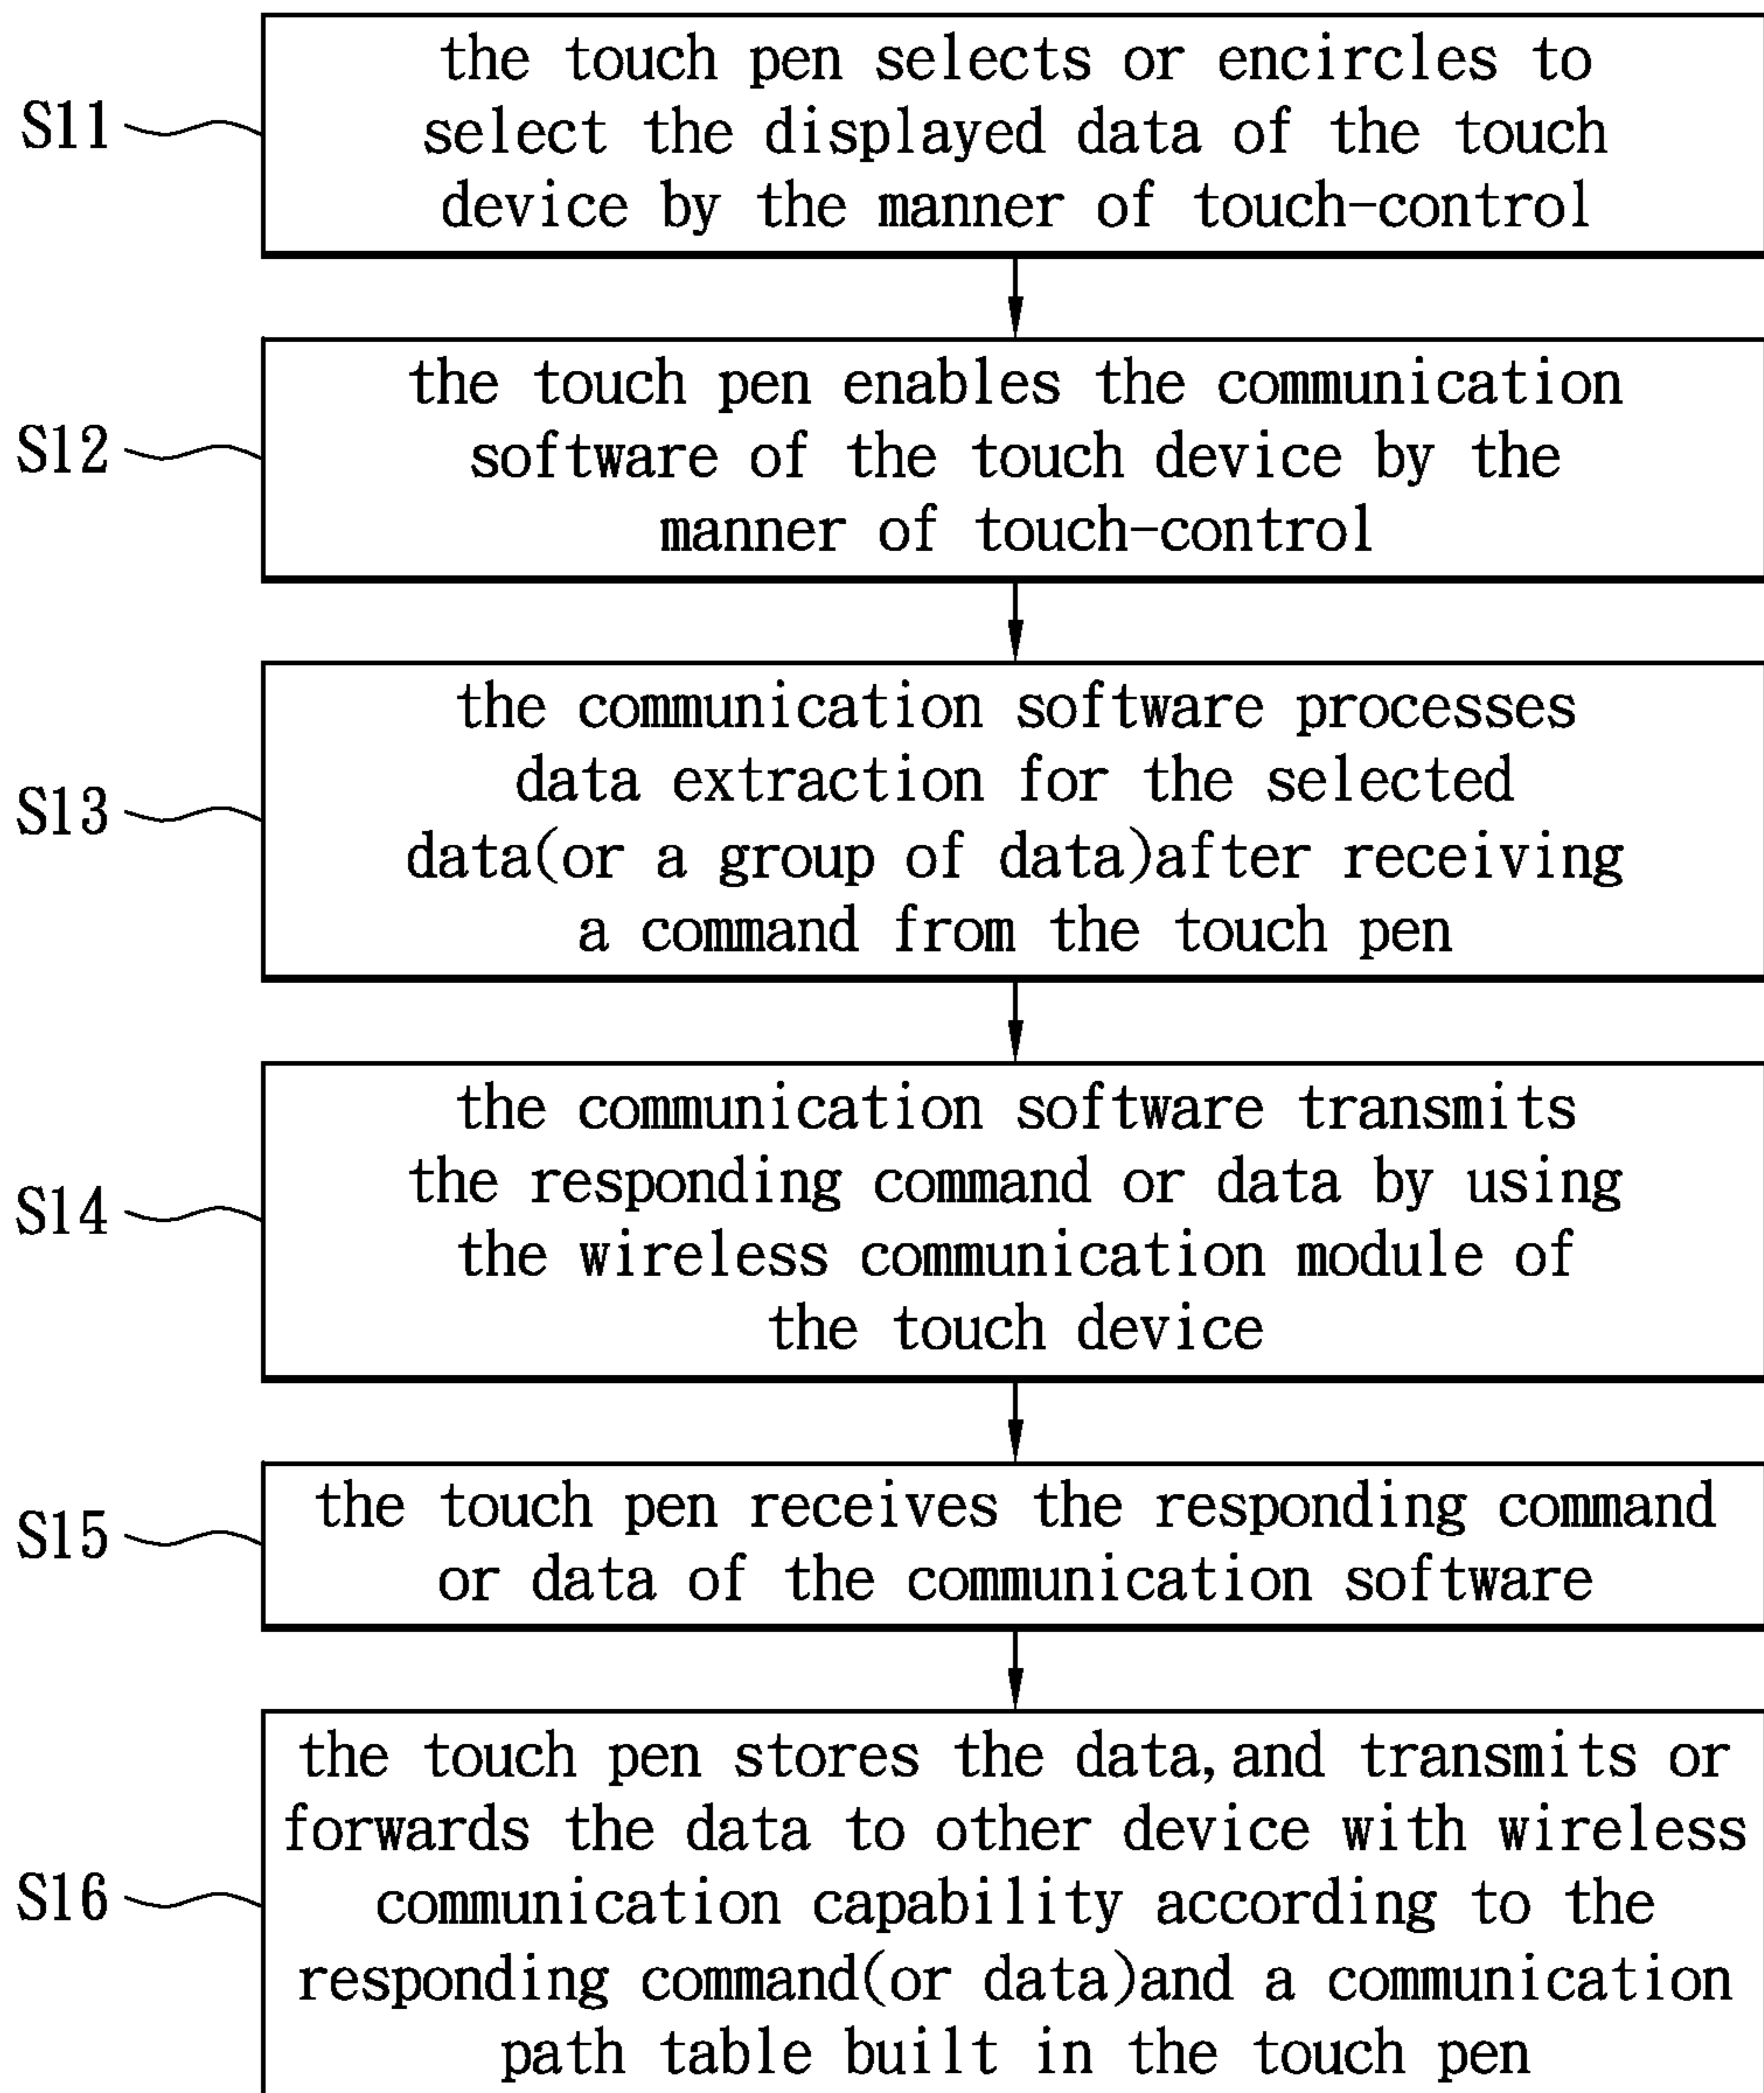 the touch pen selects or encircles to
S11
select the displayed data of the touch
device by the manner of touch-control
the touch pen enables the communication
S12
software of the touch device by the
manner of touch-control
the communication software processes
data extraction for the selected
S13
data(or a group of data)after receiving
a command from the touch pen
the communication software transmits
the responding command or data by using
S14
the wireless communication module of
the touch device
the touch pen receives the responding command
S15
or data of the communication software
the touch pen stores the data,and transmits or
forwards the data to other device with wireless
S16
communication capability according to the
responding command(or data)and a communication
path table built in the touch pen